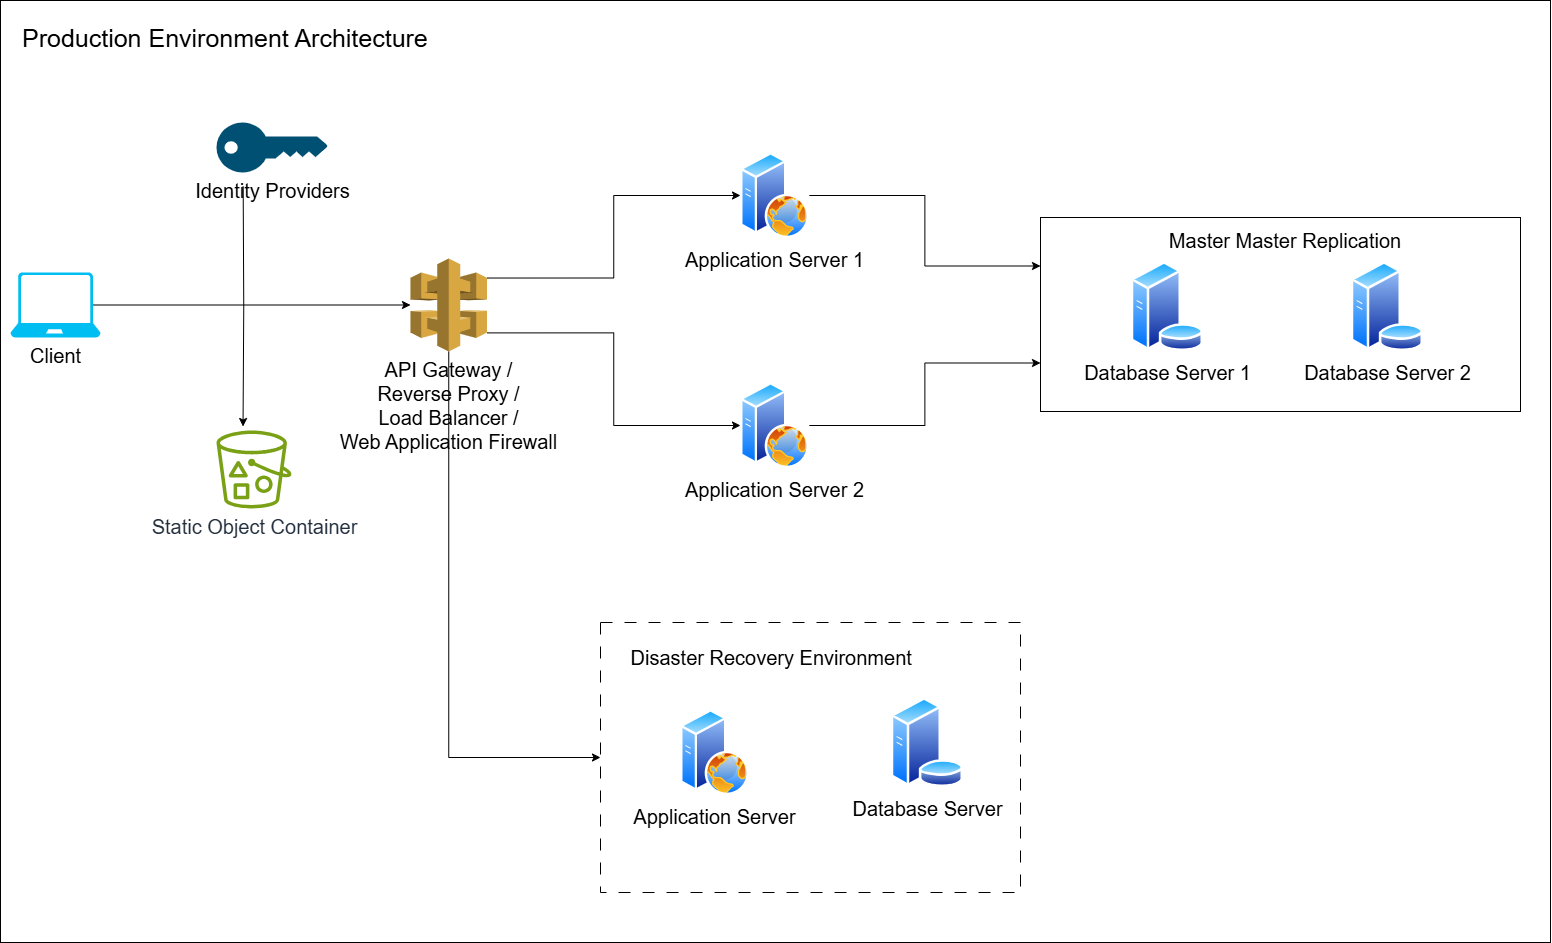 Production Environment Architecture
Identity Providers
Client
API Gateway /
Reverse Proxy /
Load Balancer /
Web Application Firewall
Static Object Container
Application Server 1
Application Server 2
Master Master Replication
Database Server 1
Database Server 2
Disaster Recovery Environment
Application Server
Database Server